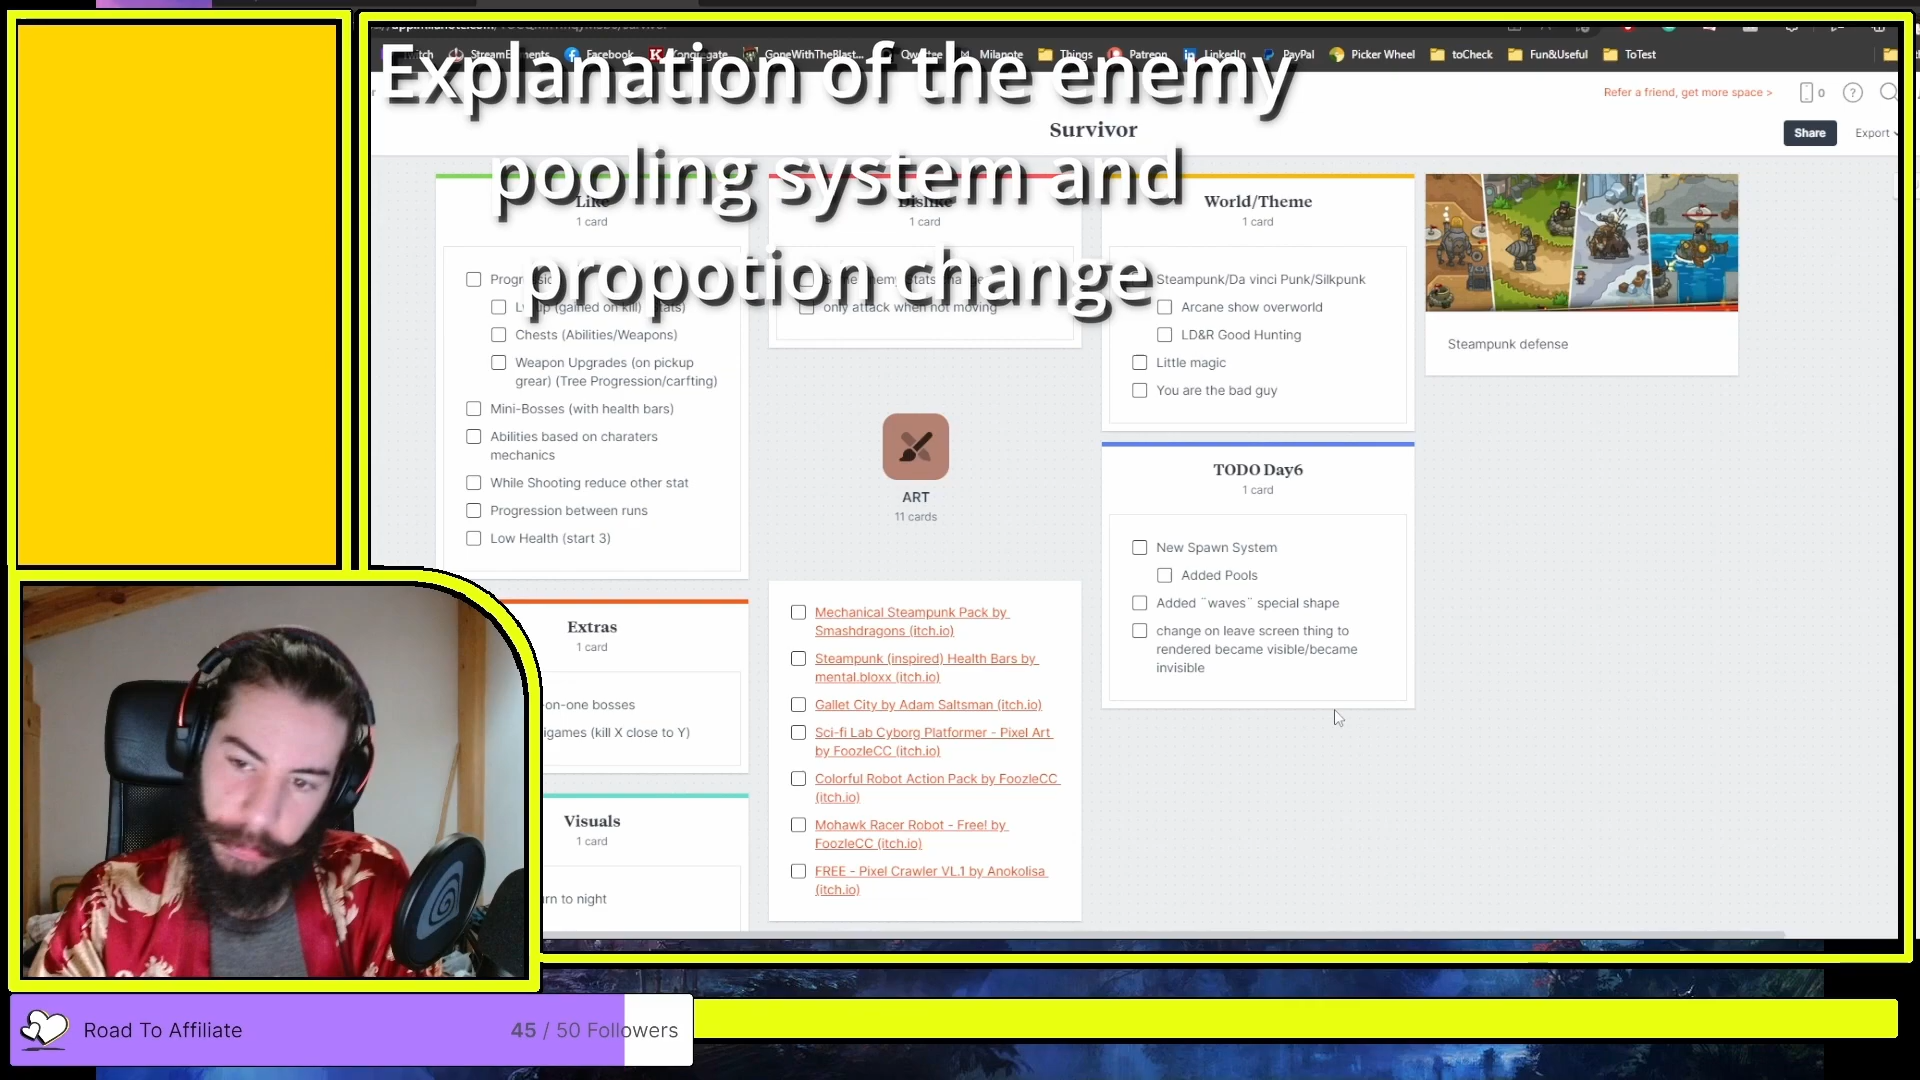 Explanation of the enemy
pooling system and
propotion change
StreamElements
Facebook
GoneWithTheBlast...
Milanote
Things
Patreon
LinkedIn
PayPal
Picker Wheel
toCheck
Fun&Useful
ToTest
Refer a friend, get more space >
0
?
Survivor
Share
Export
Like
1 card
Chests (Abilities/Weapons)
Weapon Upgrades (on pickup
grear) (Tree Progression/carfting)
Mini-Bosses (with health bars)
Abilities based on charaters
mechanics
While Shooting reduce other stat
Progression between runs
Low Health (start 3)
Dislike
1 card
only attack when not moving
World/Theme
1 card
Steampunk/Da vinci Punk/Silkpunk
Arcane show overworld
LD&R Good Hunting
Little magic
You are the bad guy
Steampunk defense
ART
11 cards
TODO Day6
1 card
New Spawn System
Added Pools
Added ¨waves¨ special shape
change on leave screen thing to
rendered became visible/became
invisible
Extras
1 card
-on-one bosses
igames (kill X close to Y)
Visuals
1 card
rn to night
Mechanical Steampunk Pack by
Smashdragons (itch.io)
Steampunk (inspired) Health Bars by
mental.bloxx (itch.io)
Gallet City by Adam Saltsman (itch.io)
Sci-fi Lab Cyborg Platformer - Pixel Art
by FoozleCC (itch.io)
Colorful Robot Action Pack by FoozleCC
(itch.io)
Mohawk Racer Robot - Free! by
FoozleCC (itch.io)
FREE - Pixel Crawler VL.1 by Anokolisa
(itch.io)
Road To Affiliate
45 / 50 Followers